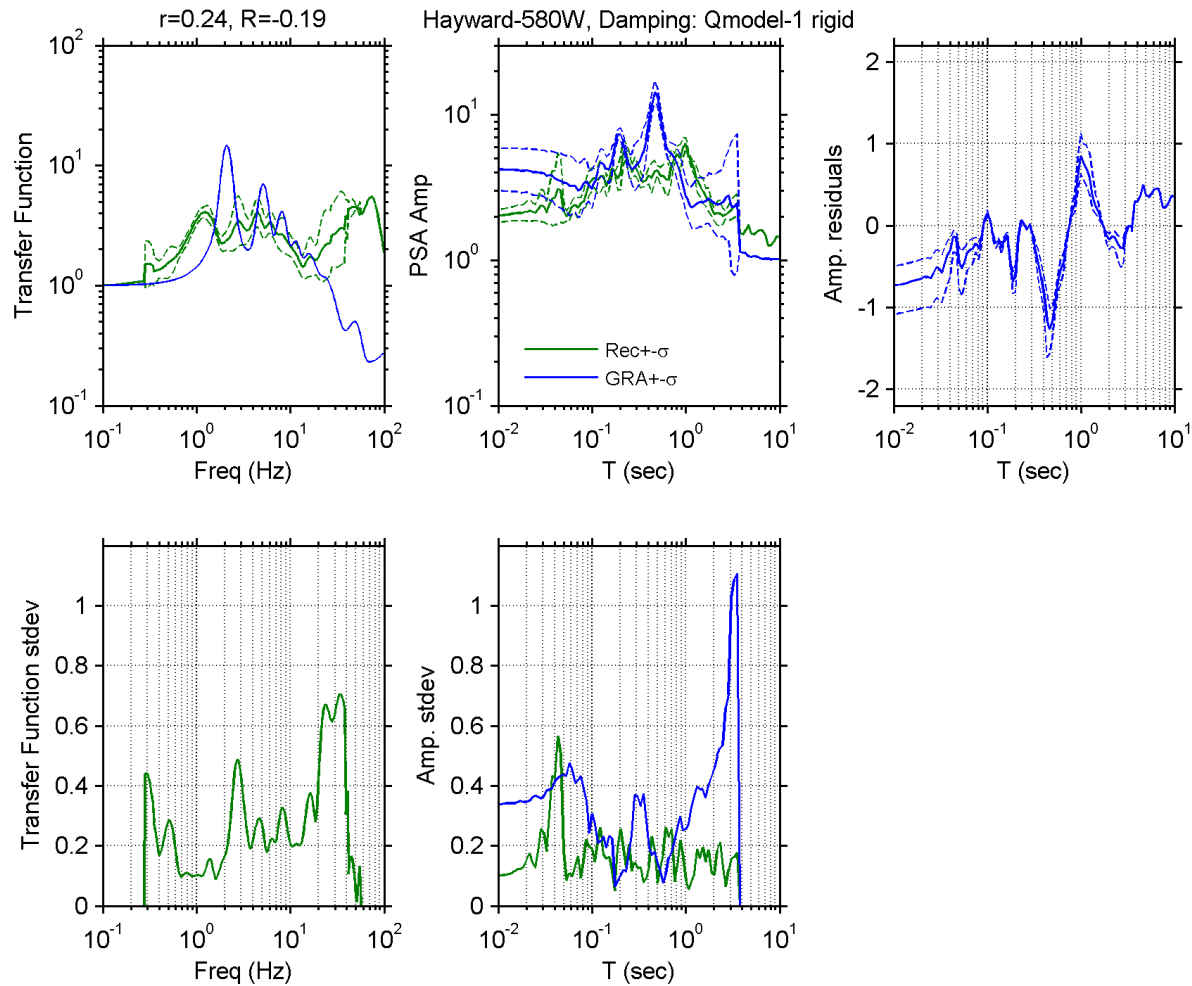 r=0.24, R=-0.19
Hayward-580W, Damping: Qmodel-1 rigid
Transfer Function
10^2
10^1
10^0
10^-1
10^-1 10^0 10^1 10^2
Freq (Hz)
PSA Amp
10^1
10^0
10^-1
Rec+-σ
GRA+-σ
10^-2 10^-1 10^0 10^1
T (sec)
Amp. residuals
2
1
0
-1
-2
10^-2 10^-1 10^0 10^1
T (sec)
Transfer Function stdev
1
0.8
0.6
0.4
0.2
0
10^-1 10^0 10^1 10^2
Freq (Hz)
Amp. stdev
1
0.8
0.6
0.4
0.2
0
10^-2 10^-1 10^0 10^1
T (sec)